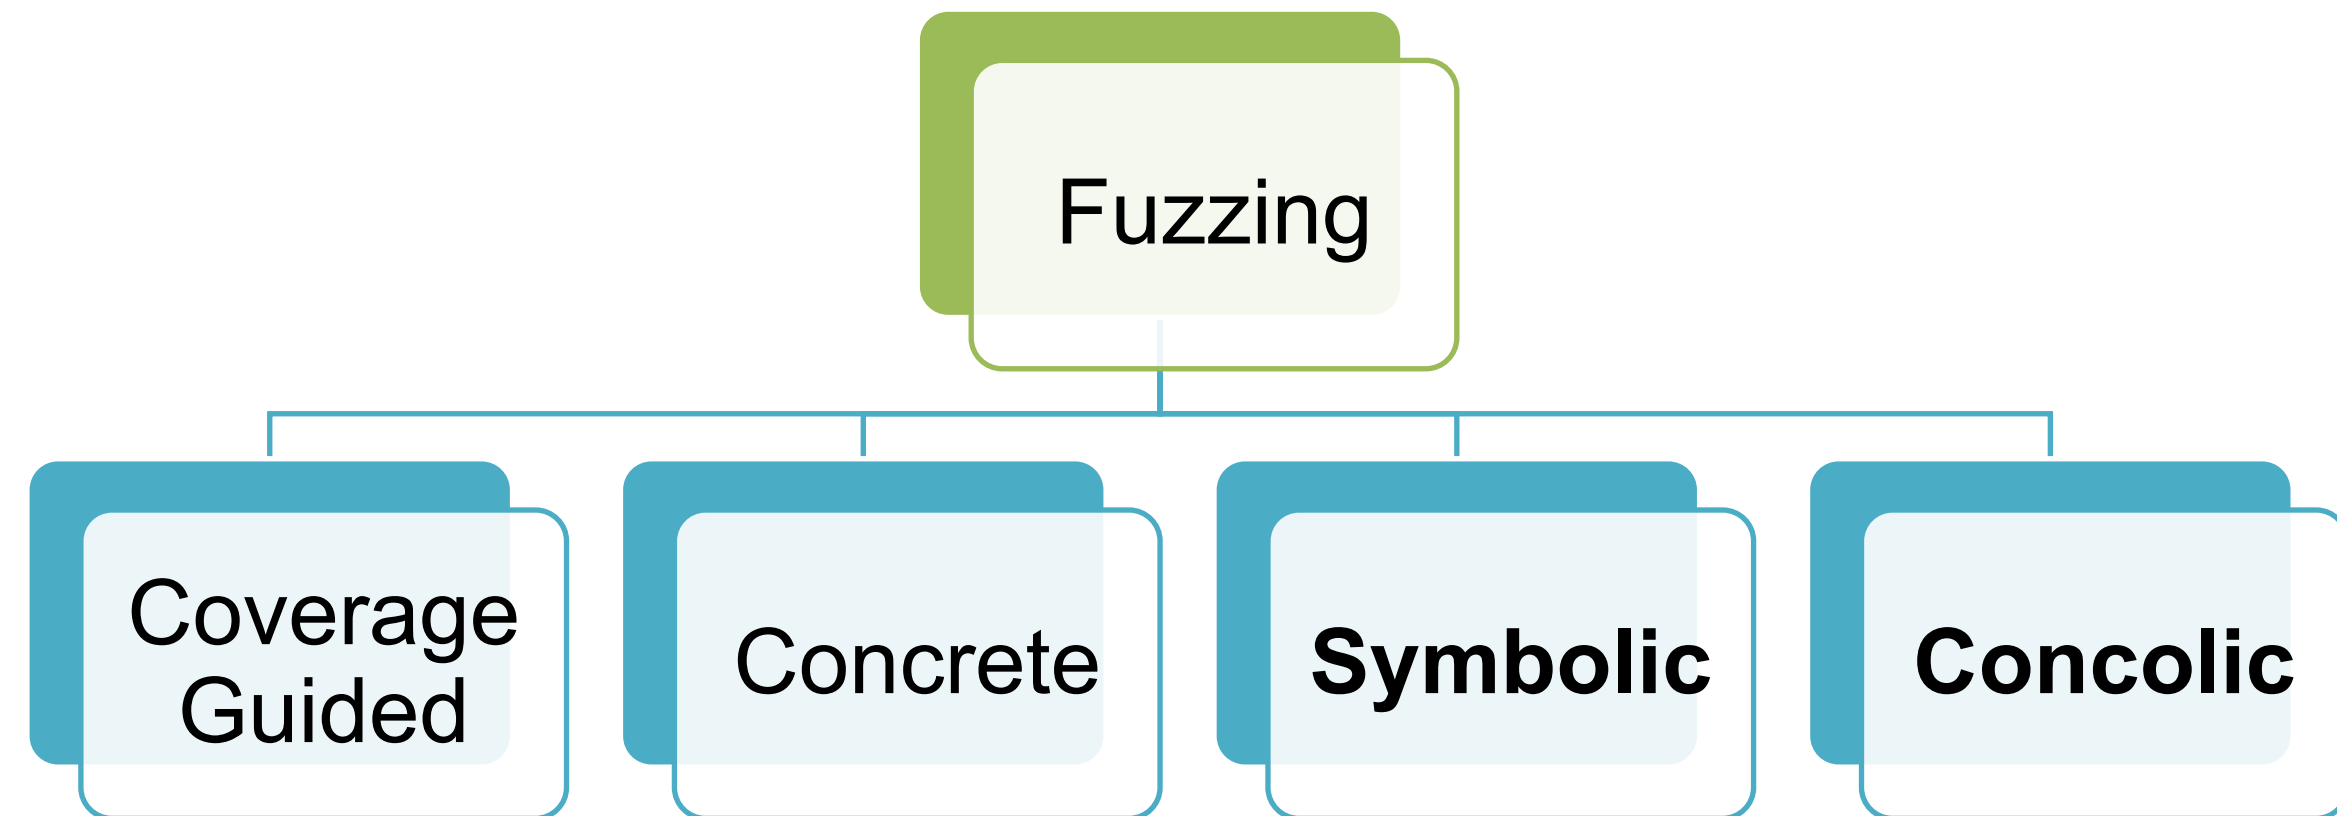 Fuzzing
Coverage
Guided
Concrete
Symbolic
Concolic